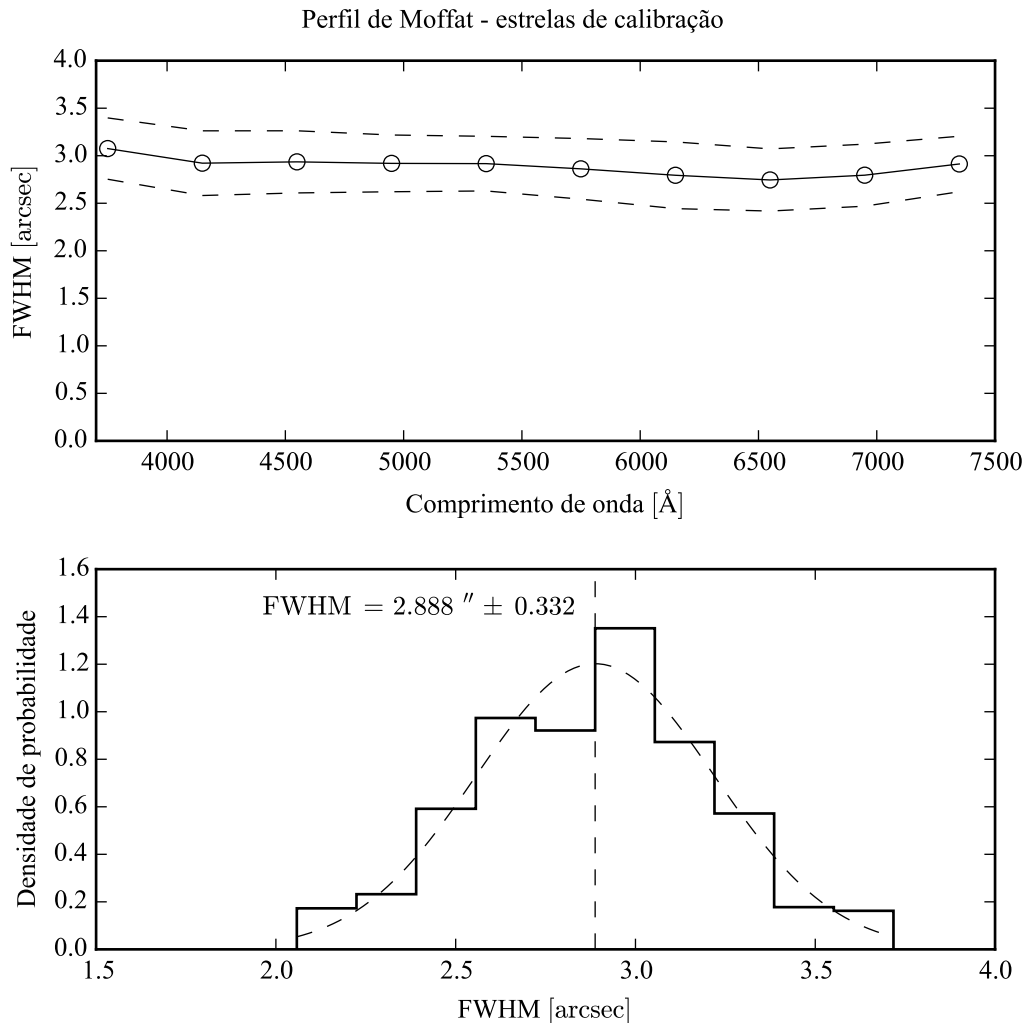 Perfil de Moffat - estrelas de calibração
4.0
3.5
3.0
2.5
2.0
1.5
1.0
0.5
0.0
FWHM [arcsec]
4000 4500 5000 5500 6000 6500 7000 7500
Comprimento de onda [Å]
1.6
1.4
1.2
1.0
0.8
0.6
0.4
0.2
0.0
Densidade de probabilidade
FWHM = 2.888 ″ ± 0.332
1.5 2.0 2.5 3.0 3.5 4.0
FWHM [arcsec]